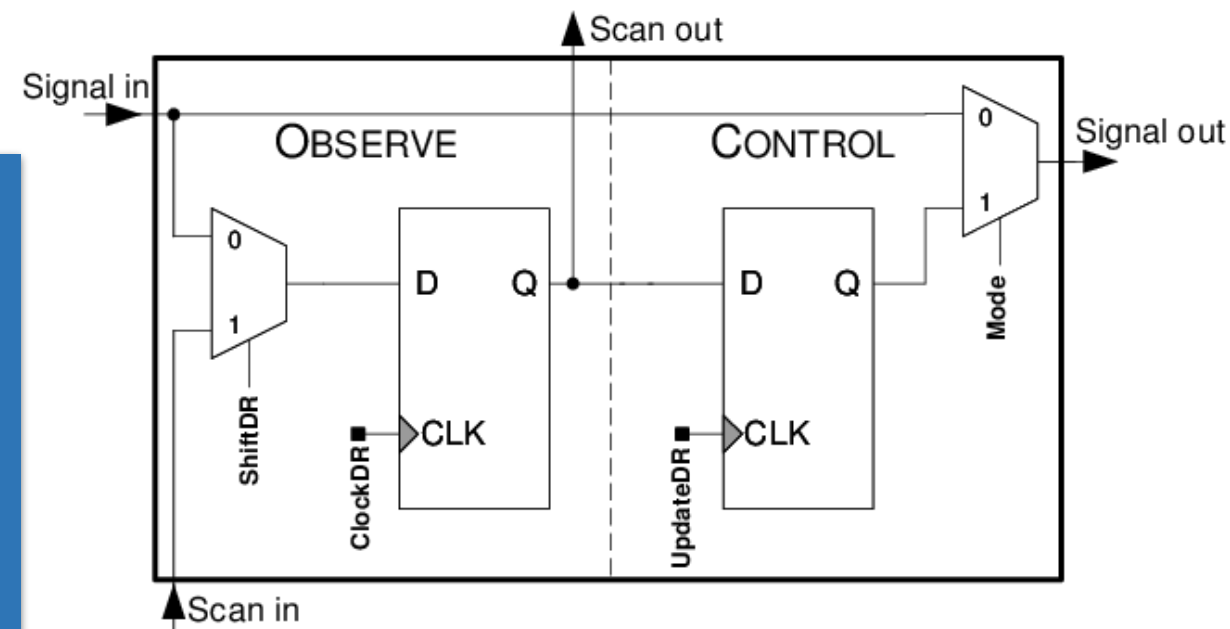 Scan out
Signal in
OBSERVE
CONTROL
0
Signal out
1
Mode
0
1
ShiftDR
D
Q
CLK
ClockDR
D
Q
CLK
UpdateDR
Scan in